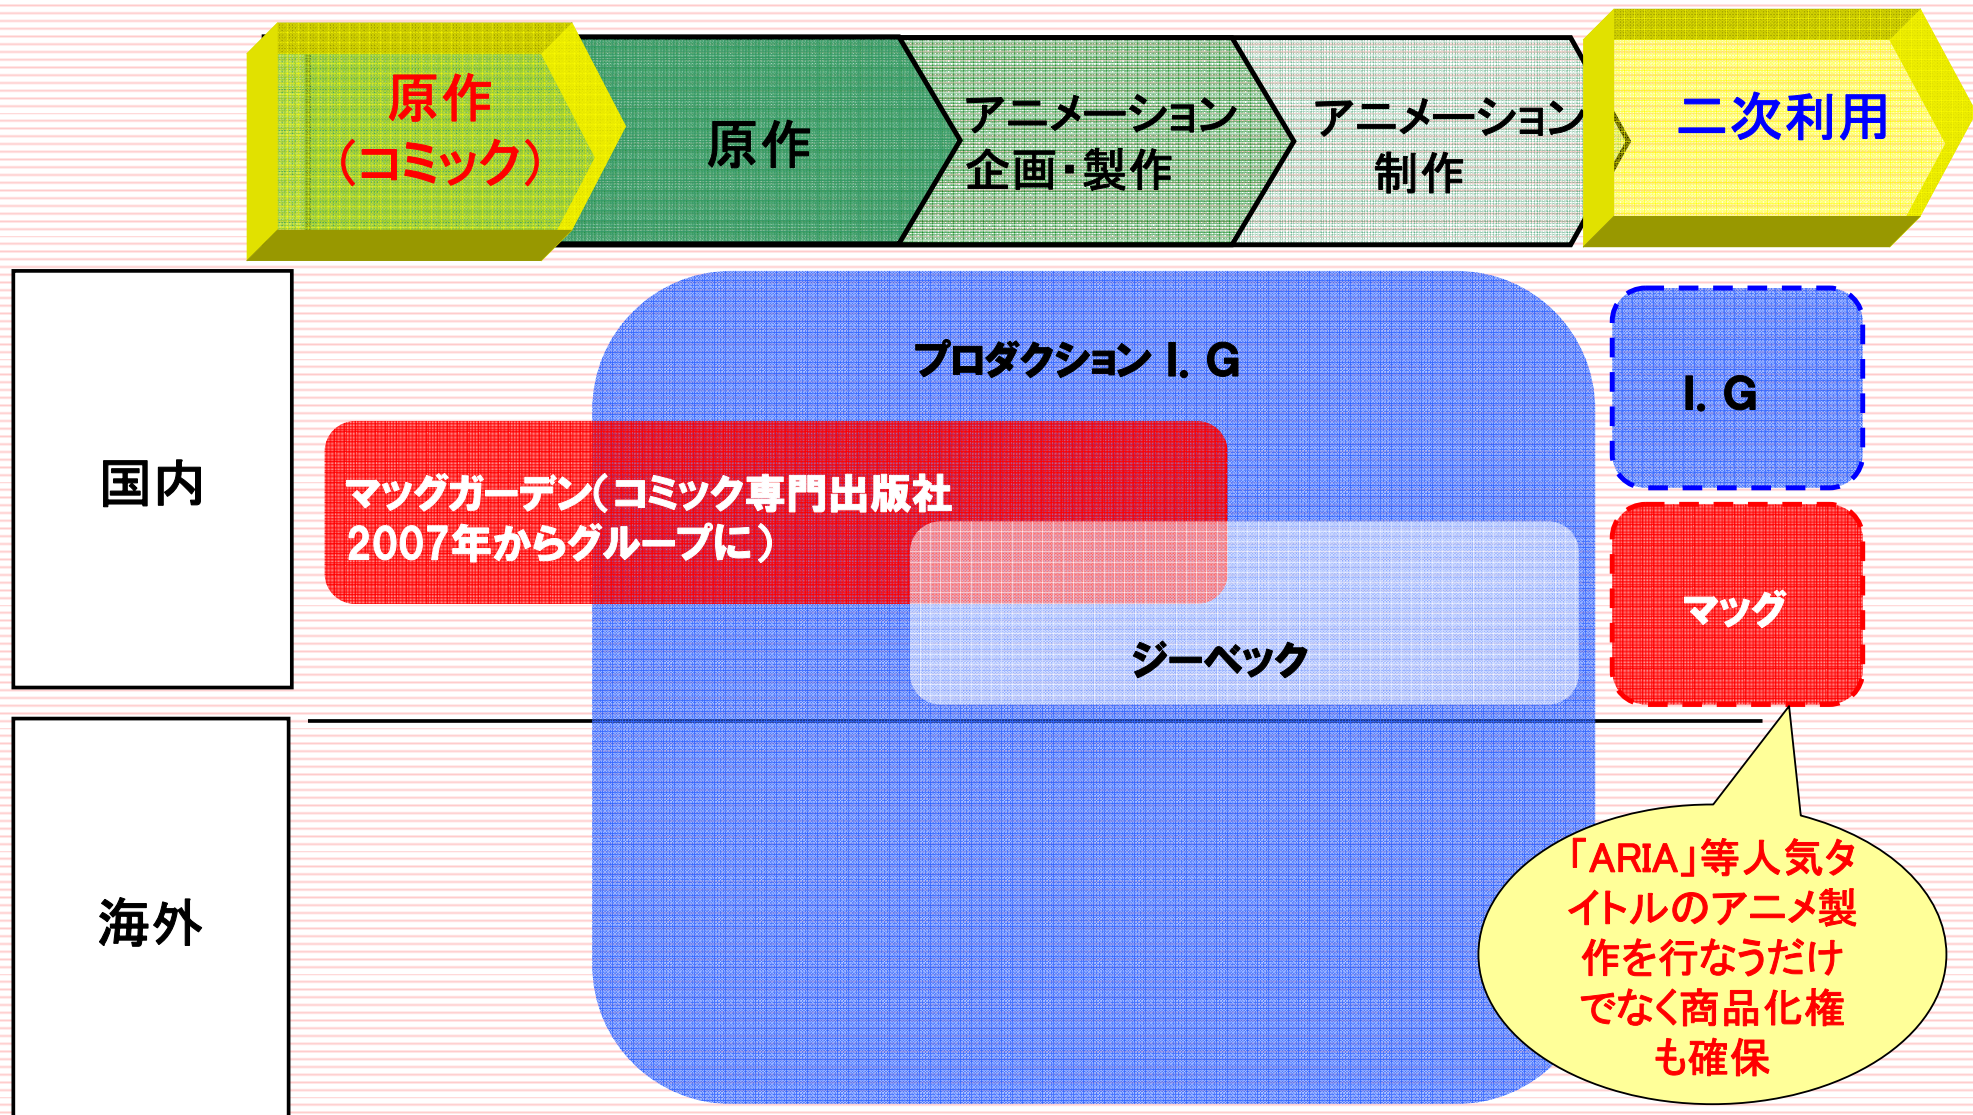 原作
（コミック）
原作
アニメーション
企画・製作
アニメーション
制作
二次利用
国内
プロダクション I. G
マッグガーデン（コミック専門出版社
2007年からグループに）
ジーベック
I. G
マッグ
海外
「ARIA」等人気タ
イトルのアニメ製
作を行なうだけ
でなく商品化権
も確保